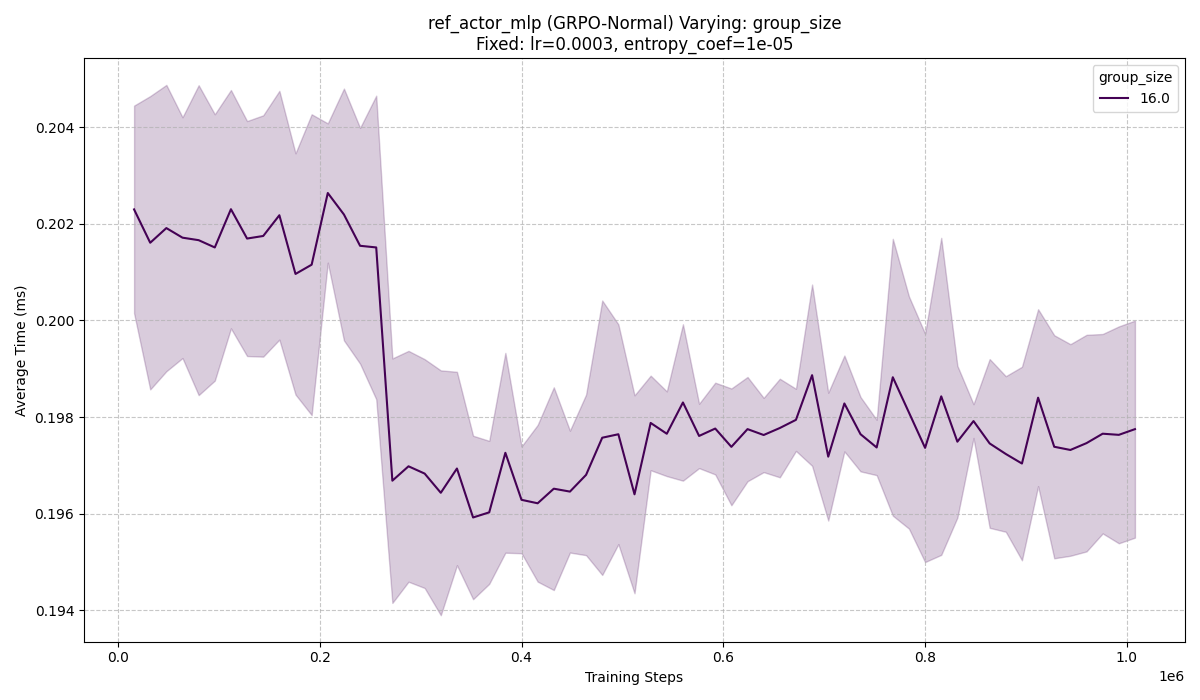 ref_actor_mlp (GRPO-Normal) Varying: group_size
Fixed: lr=0.0003, entropy_coef=1e-05
group_size
16.0
Average Time (ms)
0.204
0.202
0.200
0.198
0.196
0.194
0.0
0.2
0.4
0.6
0.8
1.0
1e6
Training Steps